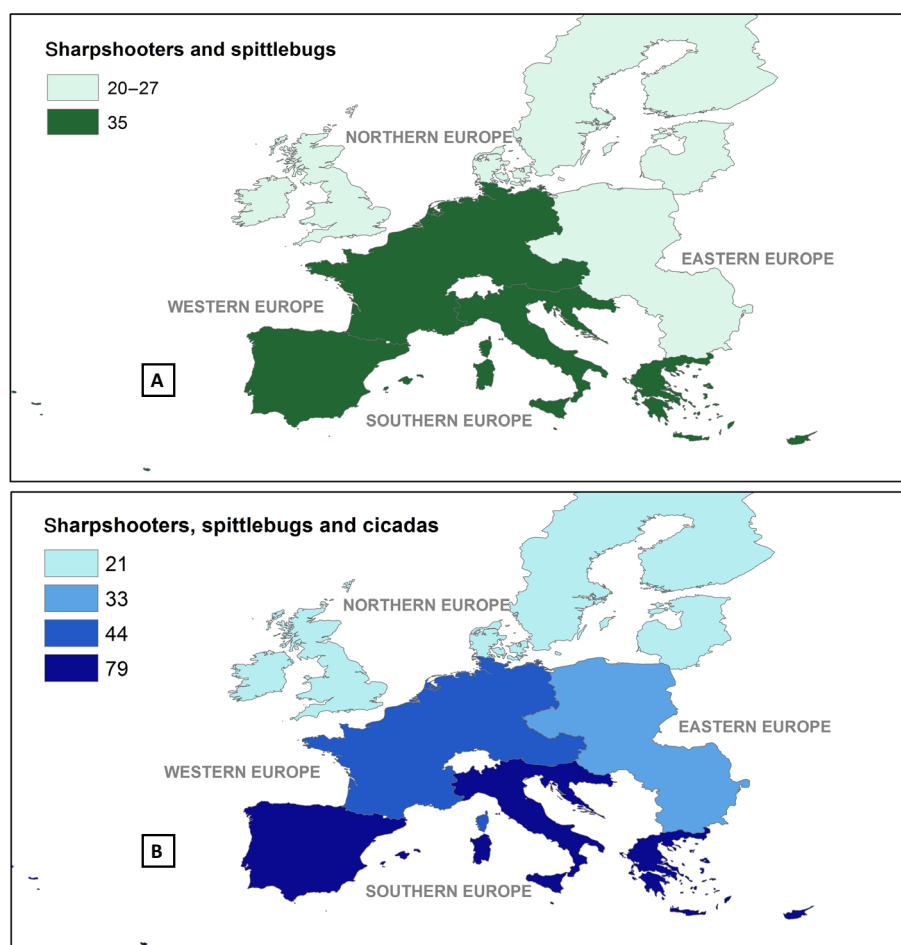 Sharpshooters and spittlebugs
20–27
35
NORTHERN EUROPE
EASTERN EUROPE
WESTERN EUROPE
A
SOUTHERN EUROPE
Sharpshooters, spittlebugs and cicadas
21
33
44
79
NORTHERN EUROPE
EASTERN EUROPE
WESTERN EUROPE
B
SOUTHERN EUROPE